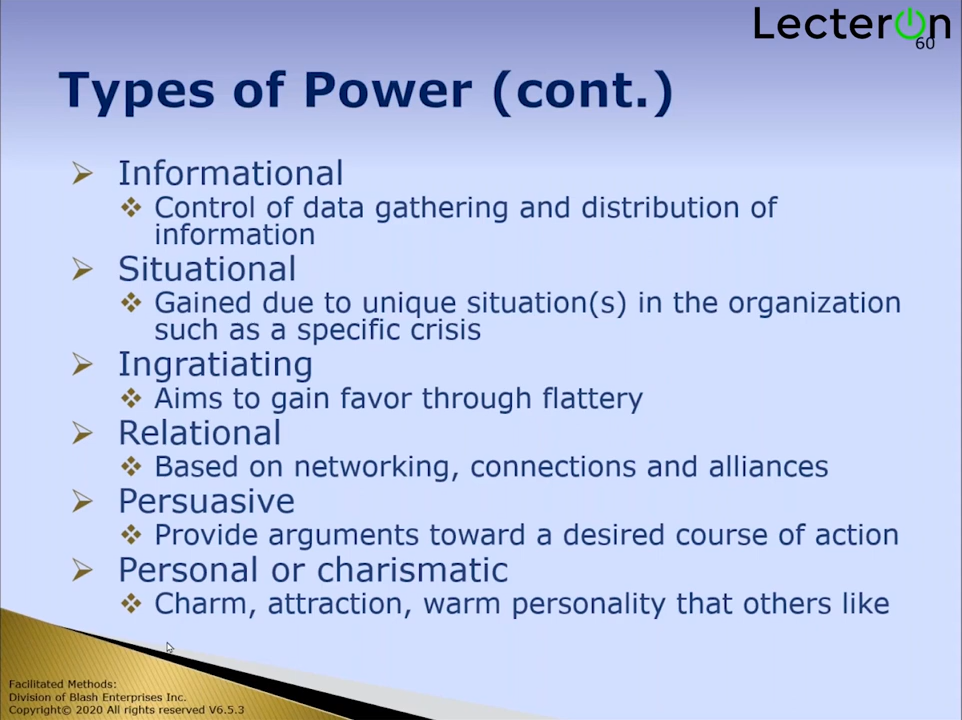 Lecteron
60
Types of Power (cont.)
Informational
Control of data gathering and distribution of
information
Situational
Gained due to unique situation(s) in the organization
such as a specific crisis
Ingratiating
Aims to gain favor through flattery
Relational
Based on networking, connections and alliances
Persuasive
Provide arguments toward a desired course of action
Personal or charismatic
Charm, attraction, warm personality that others like
Facilitated Methods:
Division of Blash Enterprises Inc.
Copyright© 2020 All rights reserved V6.5.3